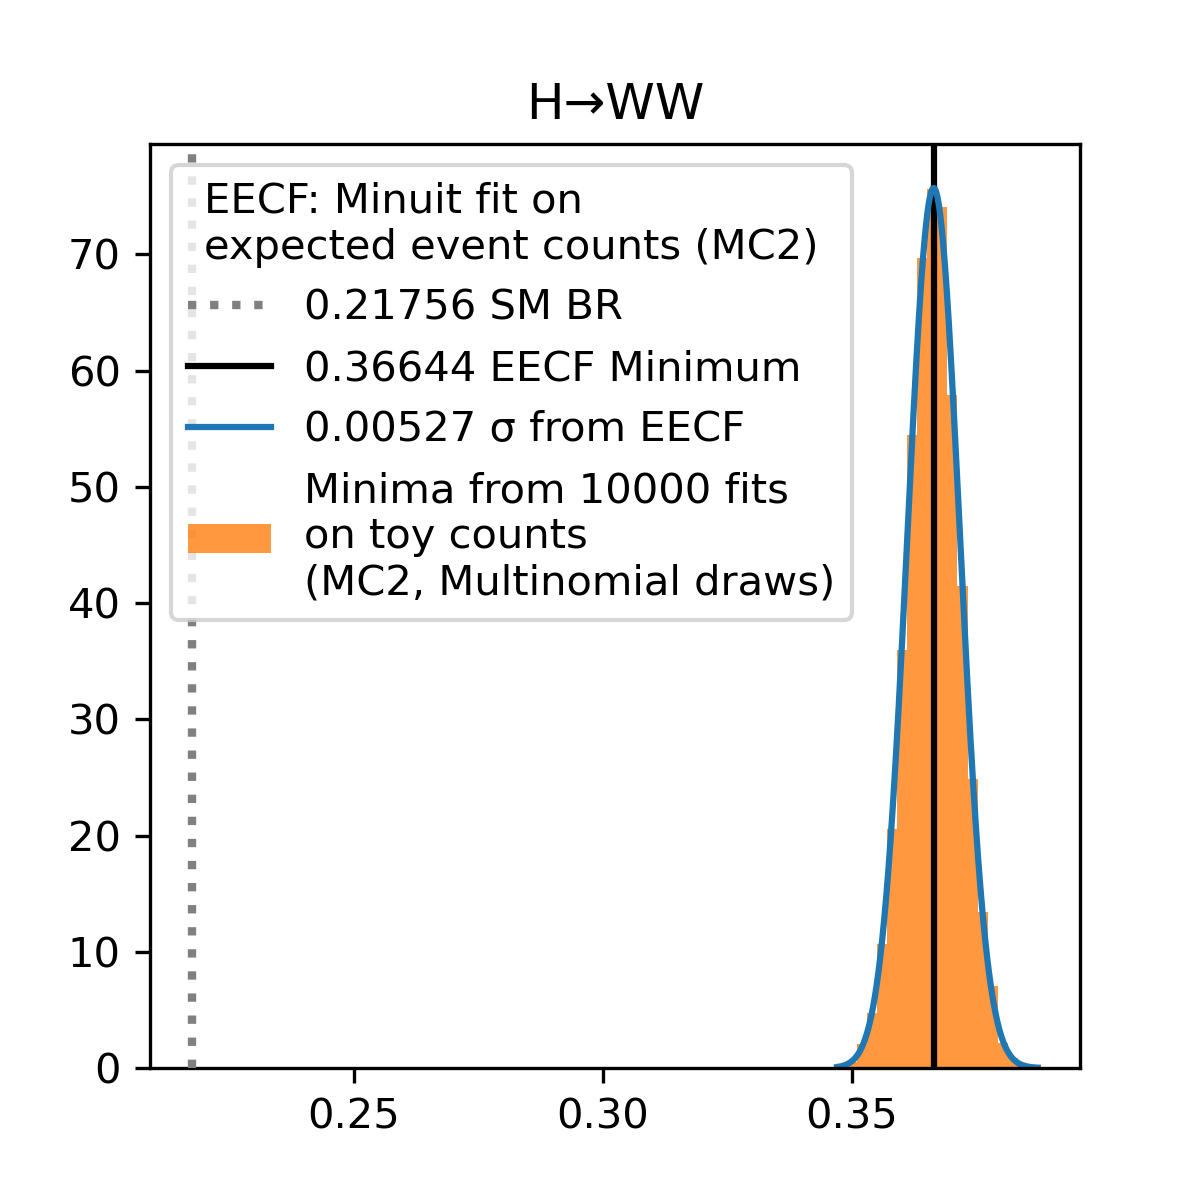 H→WW
EECF: Minuit fit on
expected event counts (MC2)
0.21756 SM BR
0.36644 EECF Minimum
0.00527 σ from EECF
Minima from 10000 fits
on toy counts
(MC2, Multinomial draws)
70
60
50
40
30
20
10
0
0.25 0.30 0.35